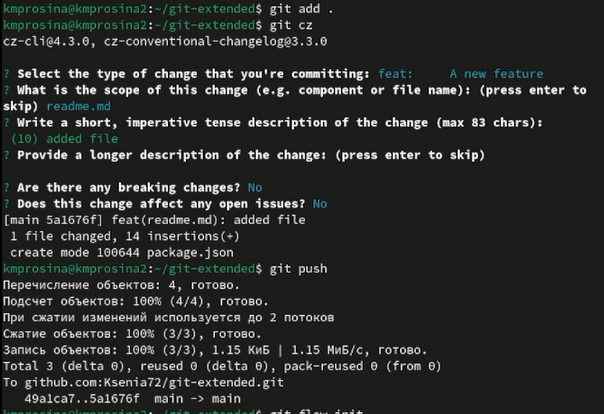 kmprosina@kmprosina2:~/git-extended$ git add .
kmprosina@kmprosina2:~/git-extended$ git cz
cz-cli@4.3.0, cz-conventional-changelog@3.3.0
? Select the type of change that you're committing: feat:     A new feature
? What is the scope of this change (e.g. component or file name): (press enter to
skip) readme.md
? Write a short, imperative tense description of the change (max 83 chars):
(10) added file
? Provide a longer description of the change: (press enter to skip)
? Are there any breaking changes? No
? Does this change affect any open issues? No
[main 5a1676f] feat(readme.md): added file
1 file changed, 14 insertions(+)
create mode 100644 package.json
kmprosina@kmprosina2:~/git-extended$ git push
Перечисление объектов: 4, готово.
Подсчет объектов: 100% (4/4), готово.
При сжатии изменений используется до 2 потоков
Сжатие объектов: 100% (3/3), готово.
Запись объектов: 100% (3/3), 1.15 КиБ | 1.15 МиБ/с, готово.
Total 3 (delta 0), reused 0 (delta 0), pack-reused 0 (from 0)
To github.com:Ksenia72/git-extended.git
49a1ca7..5a1676f  main -> main
kmprosina@kmprosina2:~/git-extended$ git flow init